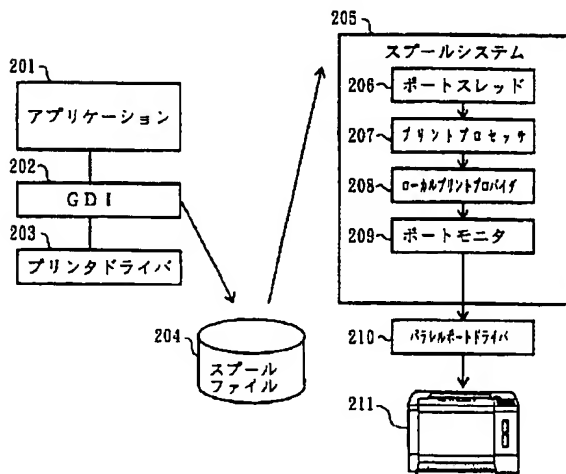 201
アプリケーション
202
GDI
203
プリンタドライバ
204
スプール
ファイル
205
スプールシステム
206
ポートスレッド
207
プリントプロセッサ
208
ローカルプリントプロバイダ
209
ポートモニタ
210
パラレルポートドライバ
211